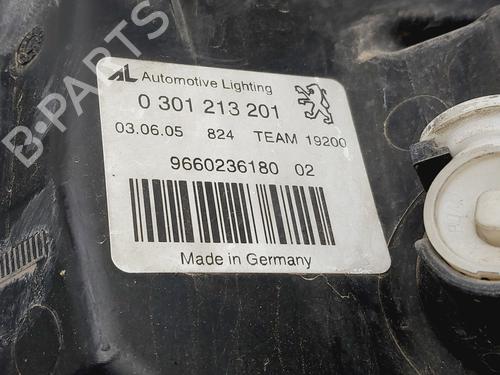 AL Automotive Lighting
0 301 213 201
03.06.05 824 TEAM 19200
9660236180 02
Made in Germany
B-PARTS